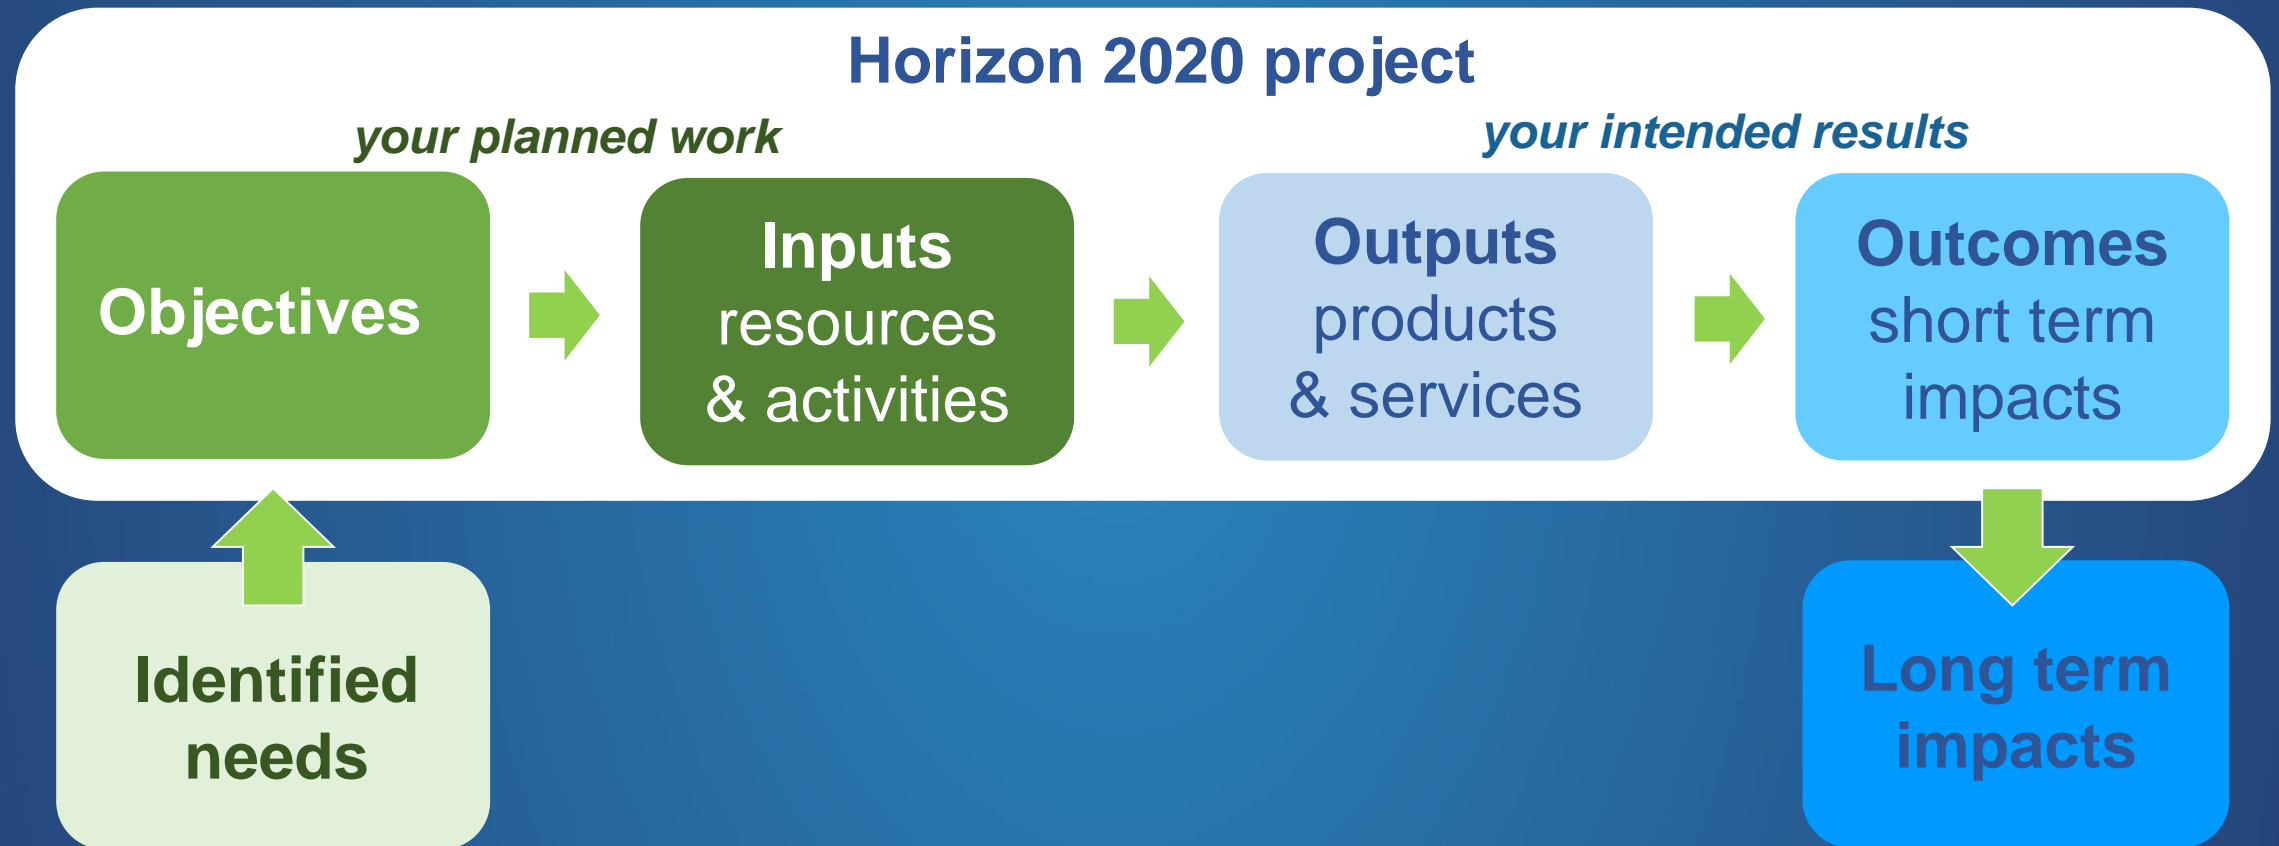 Horizon 2020 project
your planned work
your intended results
Objectives
Inputs
resources
& activities
Outputs
products
& services
Outcomes
short term
impacts
Identified
needs
Long term
impacts